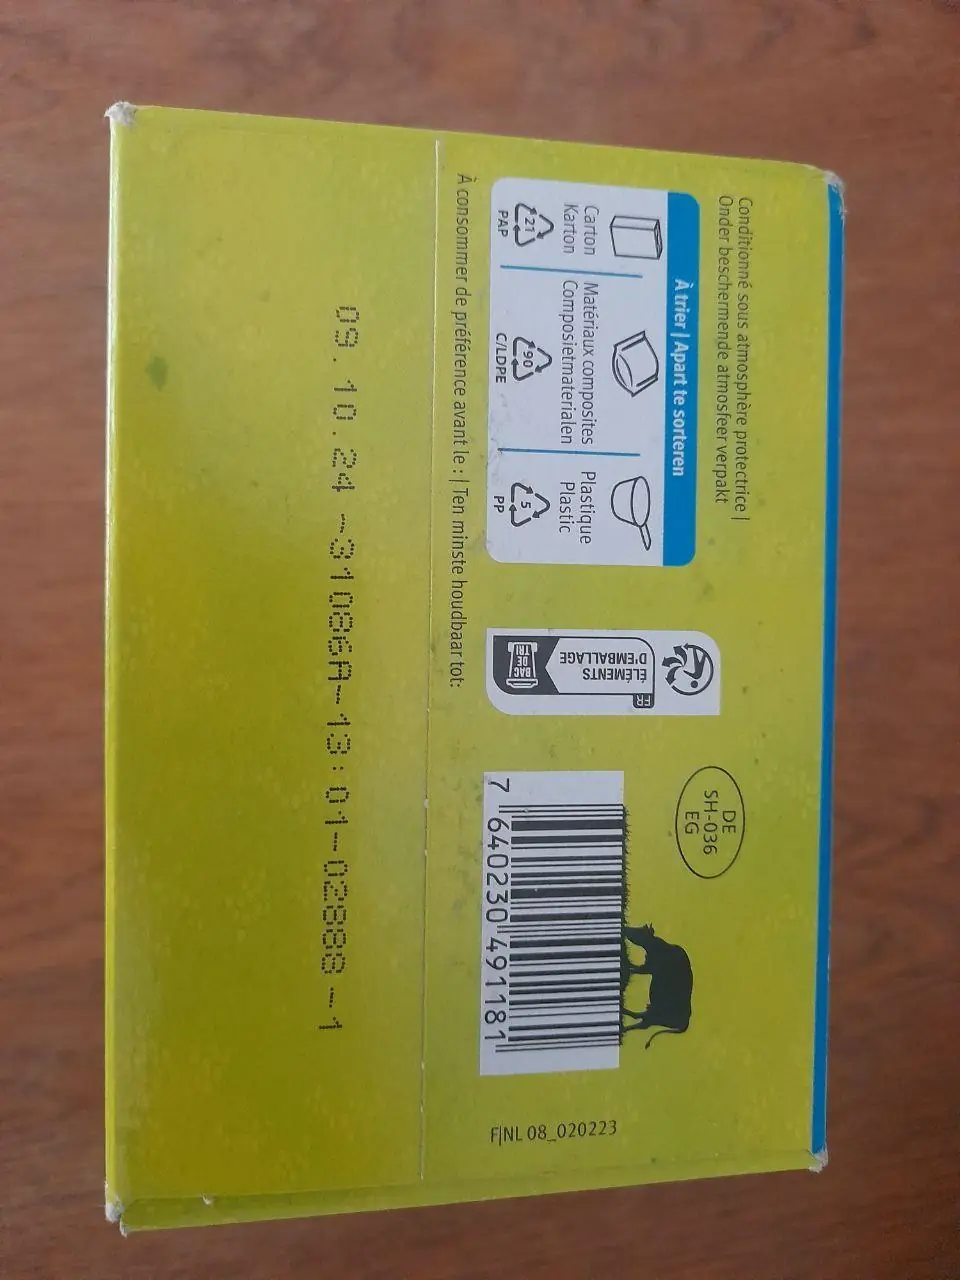 Conditionné sous atmosphère protectrice |
Onder beschermende atmosfeer verpakt
À trier | Apart te sorteren
Carton
Karton
21
PAP
Matériaux composites
Composietmaterialen
90
C/LDPE
Plastique
Plastic
5
PP
FR
ÉLÉMENTS
D'EMBALLAGE
BAC
DE
TRI
DE
SH-036
EG
7 640230 491181
F|NL 08_020223
À consommer de préférence avant le : | Ten minste houdbaar tot:
09. 10.24 -31086A-13:01-02888 -1